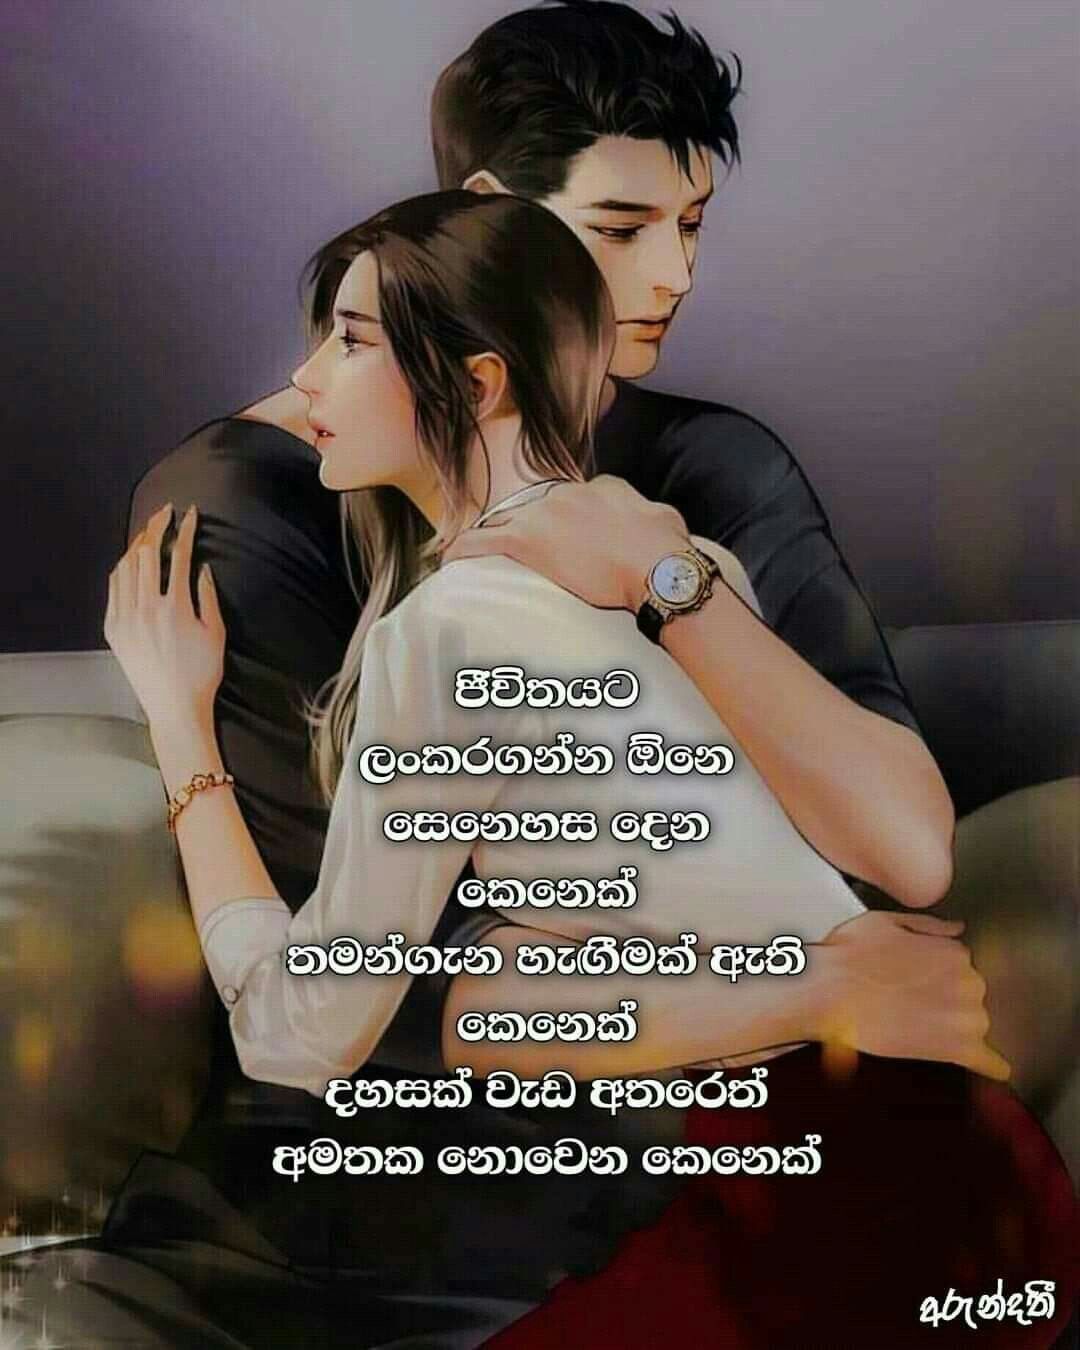 ජීවිතයට
ලංකරගන්න ඕනෙ
සෙනෙහස දෙන
කෙනෙක්
තමන්ගැන හැඟීමක් ඇති
කෙනෙක්
දහසක් වැඩ අතරෙත්
අමතක නොවෙන කෙනෙක්
අරුන්දතී